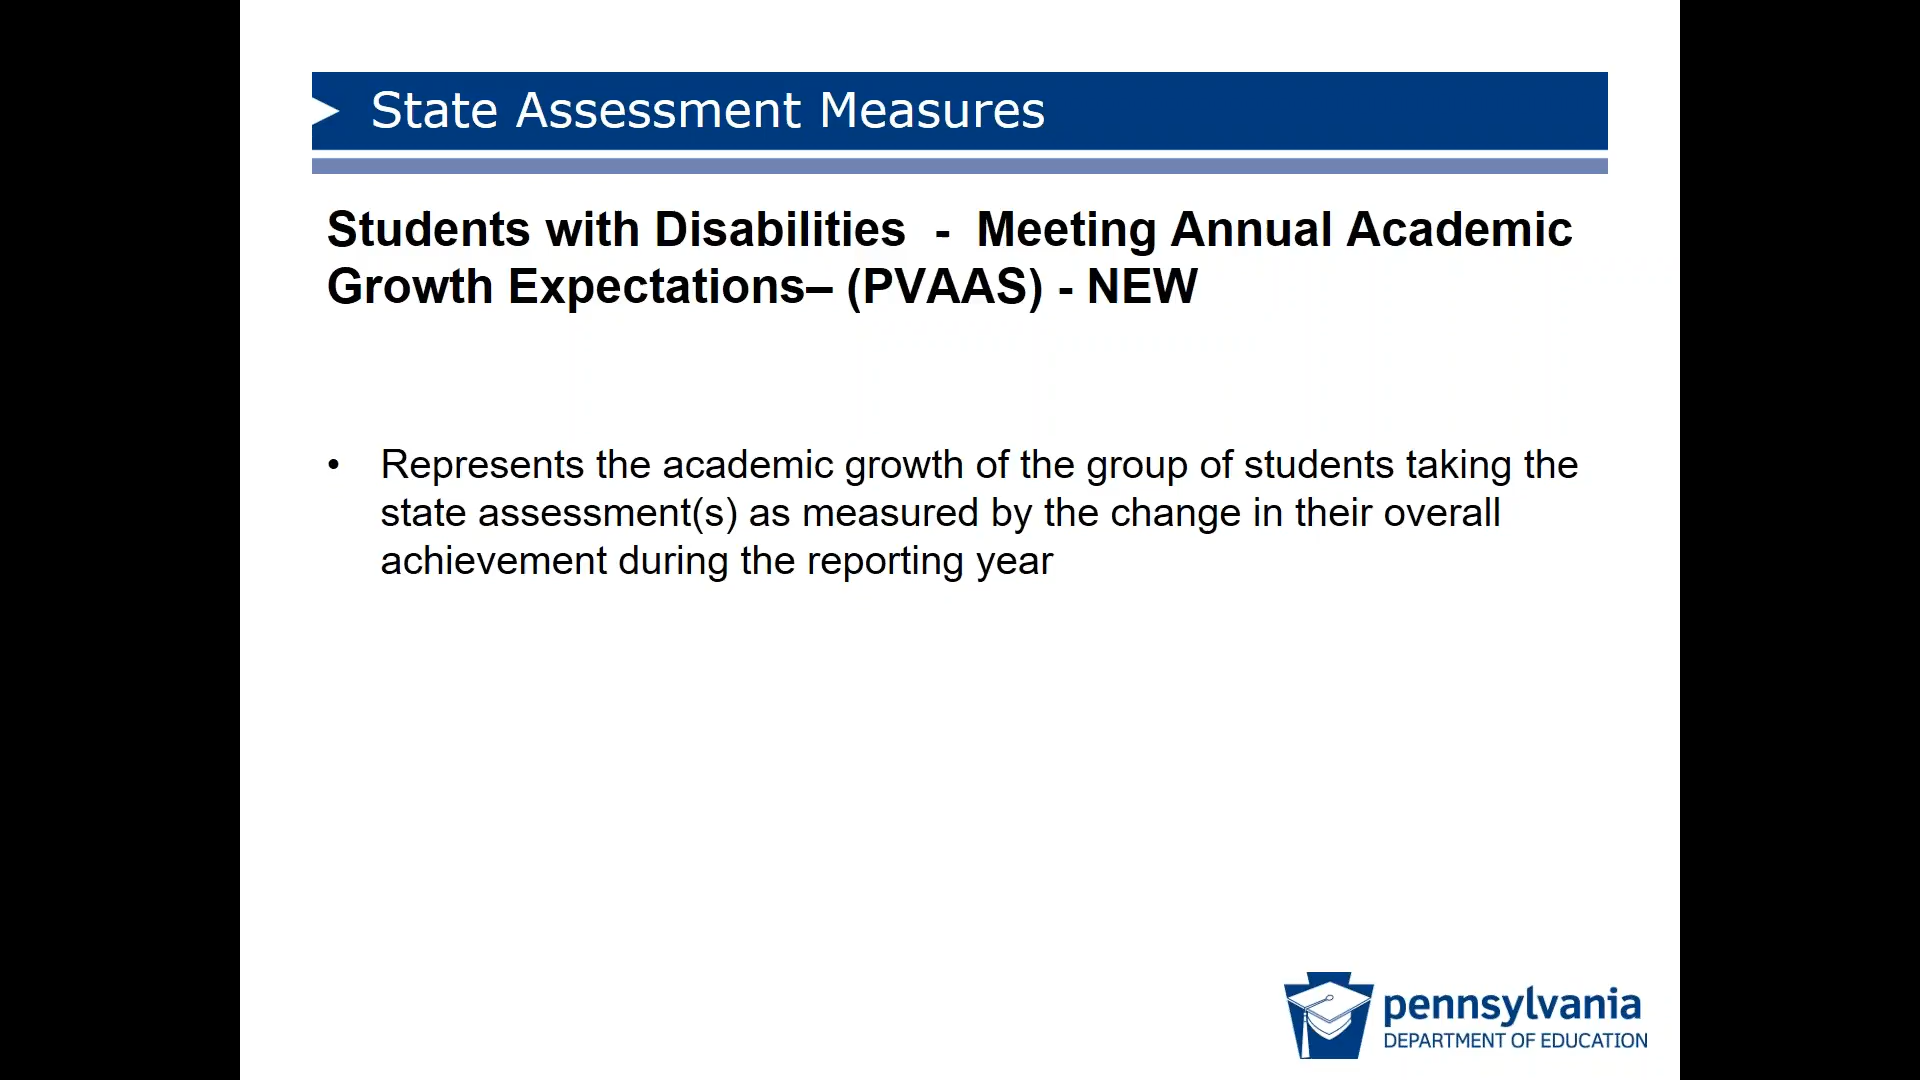 State Assessment Measures
Students with Disabilities - Meeting Annual Academic
Growth Expectations– (PVAAS) - NEW
• Represents the academic growth of the group of students taking the
state assessment(s) as measured by the change in their overall
achievement during the reporting year
pennsylvania
DEPARTMENT OF EDUCATION